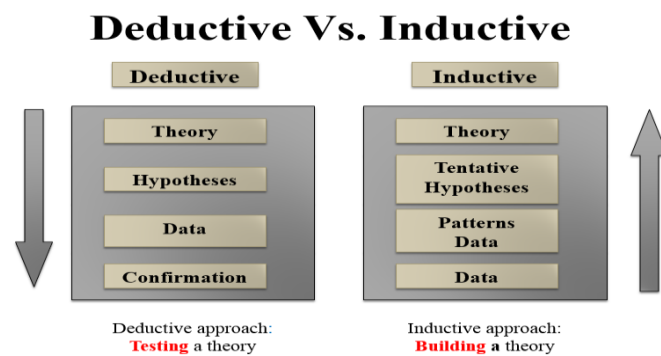 Deductive Vs. Inductive
Deductive
Theory
Hypotheses
Data
Confirmation
Deductive approach:
Testing a theory
Inductive
Theory
Tentative
Hypotheses
Patterns
Data
Data
Inductive approach:
Building a theory